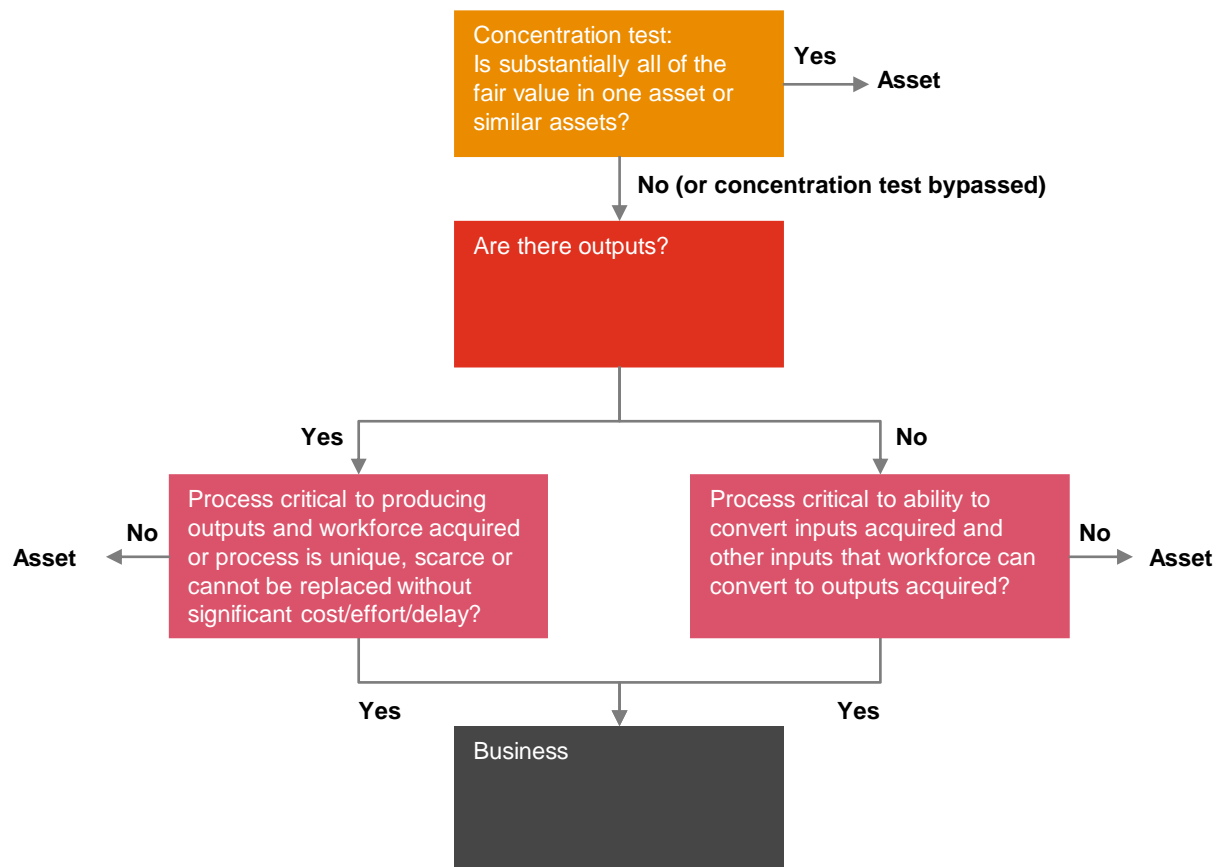 Concentration test:
Is substantially all of the
fair value in one asset or
similar assets?
Yes
Asset
No (or concentration test bypassed)
Are there outputs?
Yes
No
Process critical to producing
outputs and workforce acquired
or process is unique, scarce or
cannot be replaced without
significant cost/effort/delay?
No
Asset
Process critical to ability to
convert inputs acquired and
other inputs that workforce can
convert to outputs acquired?
No
Asset
Yes
Yes
Business